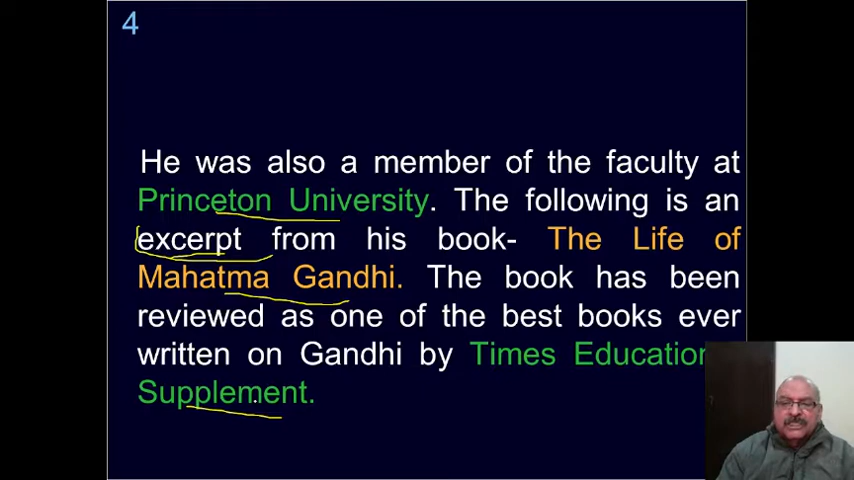 4
He was also a member of the faculty at
Princeton University. The following is an
excerpt from his book- The Life of
Mahatma Gandhi. The book has been
reviewed as one of the best books ever
written on Gandhi by Times Education
Supplement.